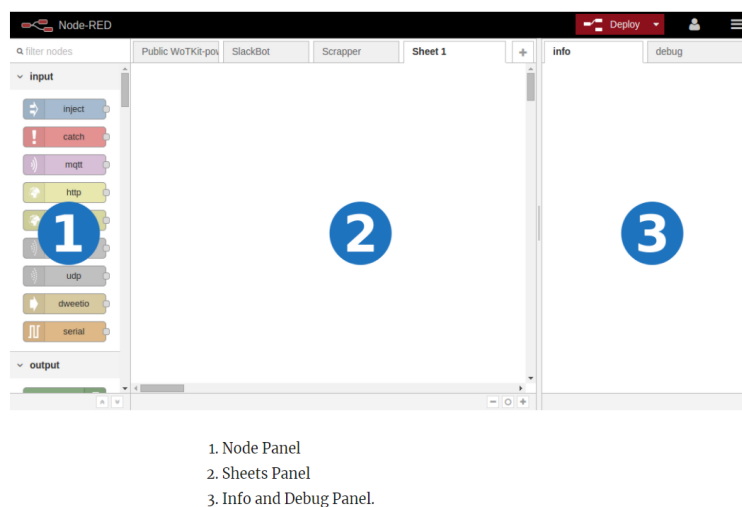 Node-RED
Deploy
filter nodes
Public WoTKit-pow
SlackBot
Scrapper
Sheet 1
+
info
debug
input
inject
catch
mqtt
http
1
2
3
udp
dweetio
serial
output
1. Node Panel
2. Sheets Panel
3. Info and Debug Panel.